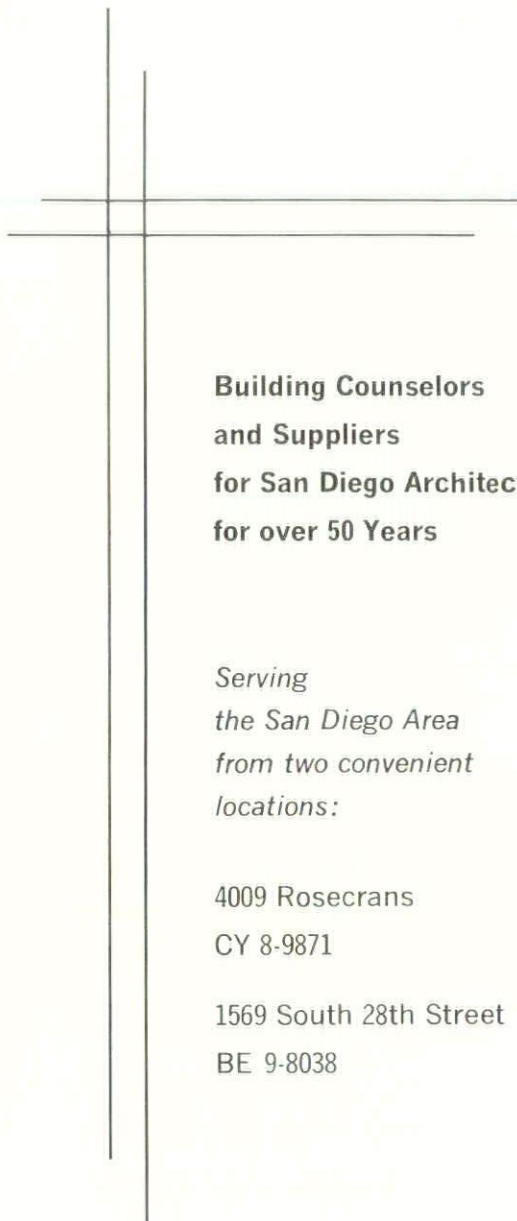 Building Counselors
and Suppliers
for San Diego Architec
for over 50 Years
Serving
the San Diego Area
from two convenient
locations:
4009 Rosecrans
CY 8-9871
1569 South 28th Street
BE 9-8038